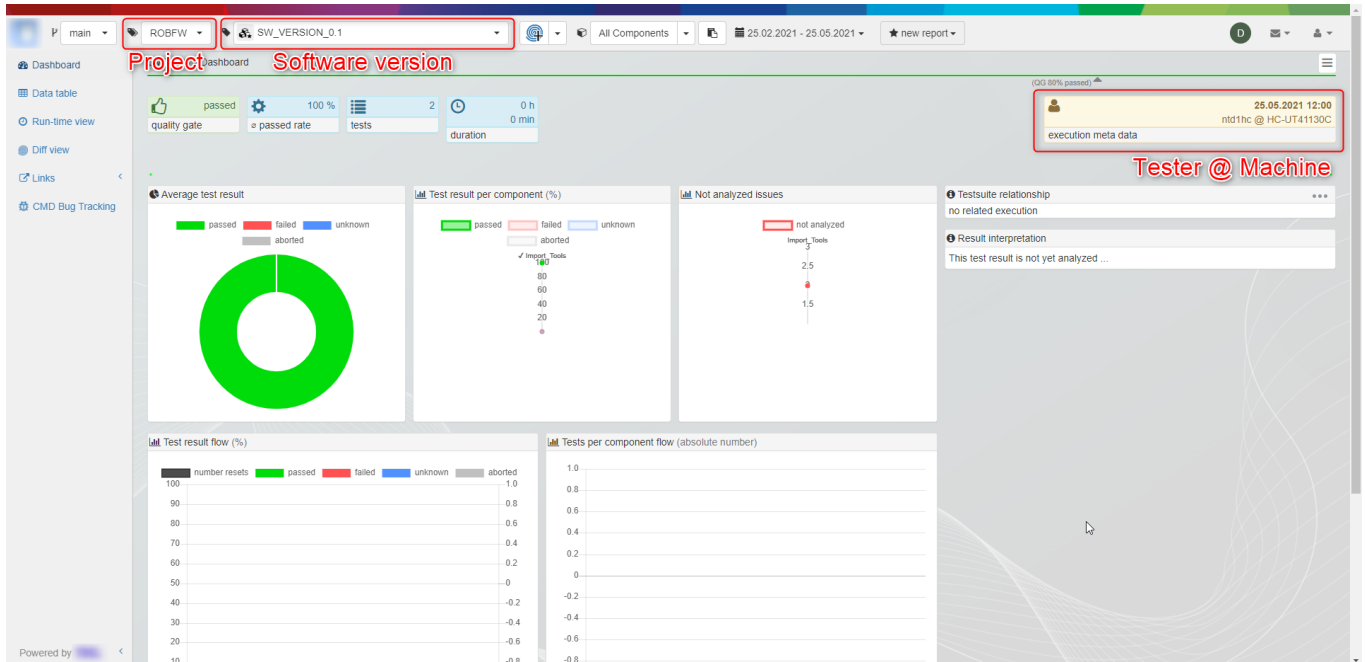 main
ROBFW
SW_VERSION_0.1
All Components
25.02.2021 - 25.05.2021
new report
D
Project
Software version
Dashboard
Dashboard
Data table
Run-time view
Diff view
Links
CMD Bug Tracking
(QG 80% passed)
passed
quality gate
100 %
⌀ passed rate
2
tests
0 h
0 min
duration
25.05.2021 12:00
ntd1hc @ HC-UT41130C
execution meta data
Tester @ Machine
Average test result
passed failed unknown
aborted
Test result per component (%)
passed failed unknown
aborted
✓ Import_Tools
100
80
60
40
20
Not analyzed issues
not analyzed
Import_Tools
3
2.5
1.5
Testsuite relationship
no related execution
Result interpretation
This test result is not yet analyzed ...
Test result flow (%)
number resets passed failed unknown aborted
100 1.0
90 0.8
80 0.6
70 0.4
60 0.2
50 0
40 -0.2
30 -0.4
20 -0.6
10 -0.8
Tests per component flow (absolute number)
1.0
0.8
0.6
0.4
0.2
0
-0.2
-0.4
-0.6
-0.8
Powered by